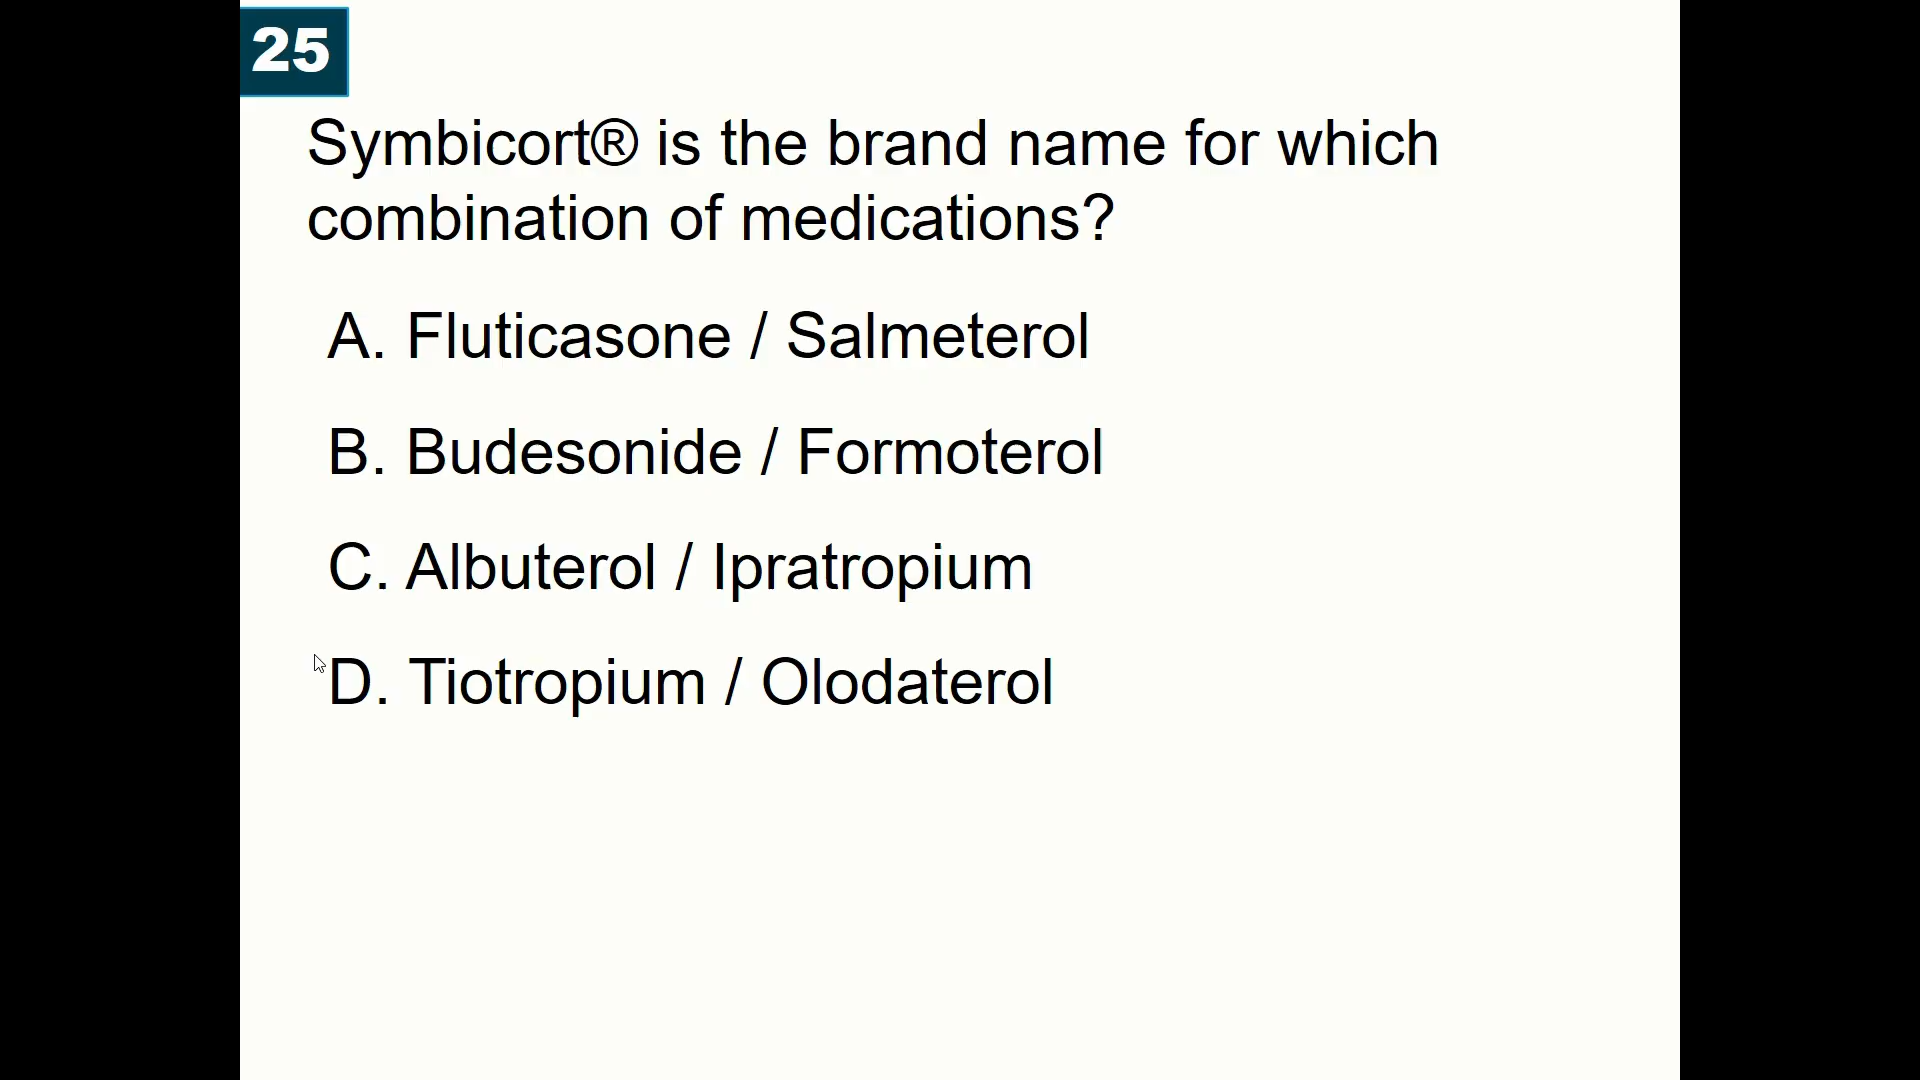 25
Symbicort® is the brand name for which
combination of medications?
A. Fluticasone / Salmeterol
B. Budesonide / Formoterol
C. Albuterol / Ipratropium
D. Tiotropium / Olodaterol